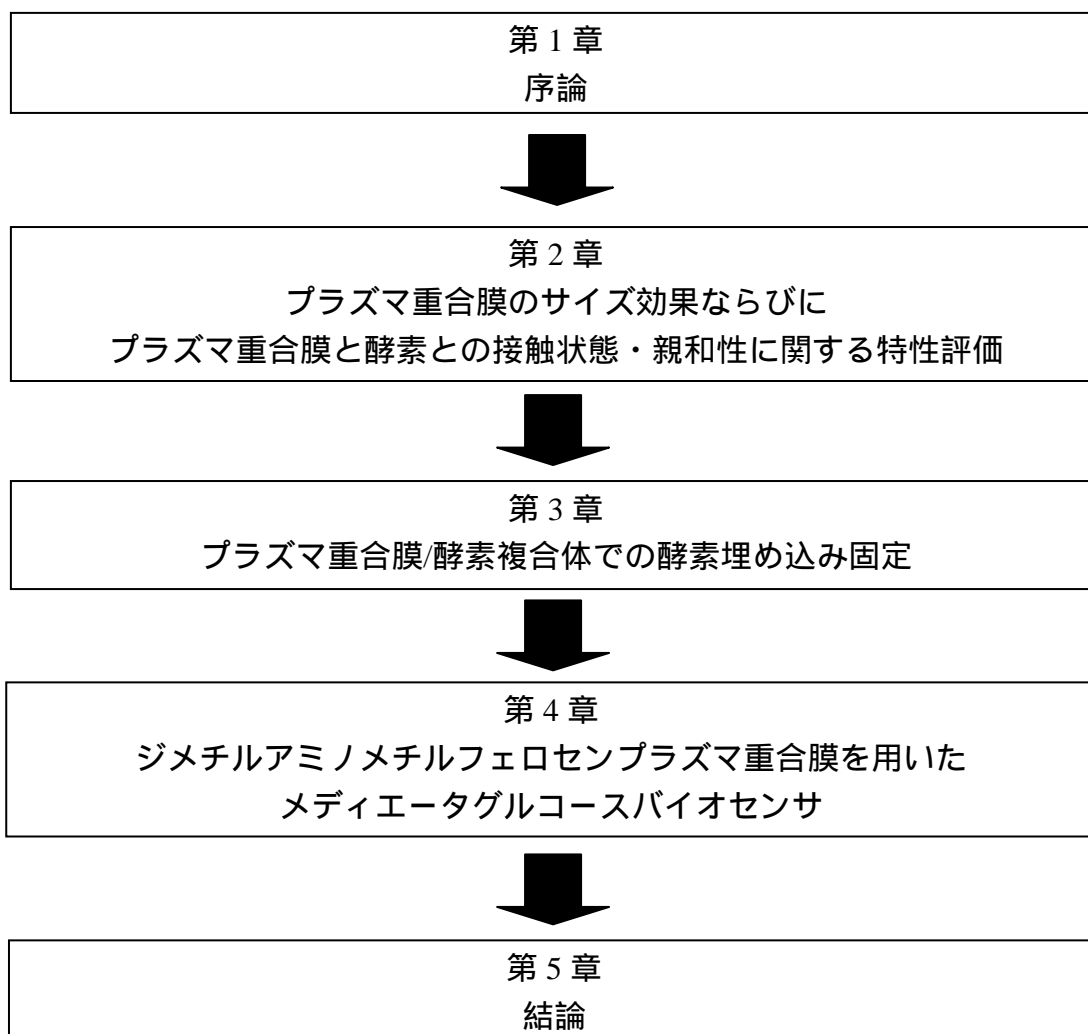 第 1 章
序論
第 2 章
プラズマ重合膜のサイズ効果ならびに
プラズマ重合膜と酵素との接触状態・親和性に関する特性評価
第 3 章
プラズマ重合膜/酵素複合体での酵素埋め込み固定
第 4 章
ジメチルアミノメチルフェロセンプラズマ重合膜を用いた
メディエータグルコースバイオセンサ
第 5 章
結論